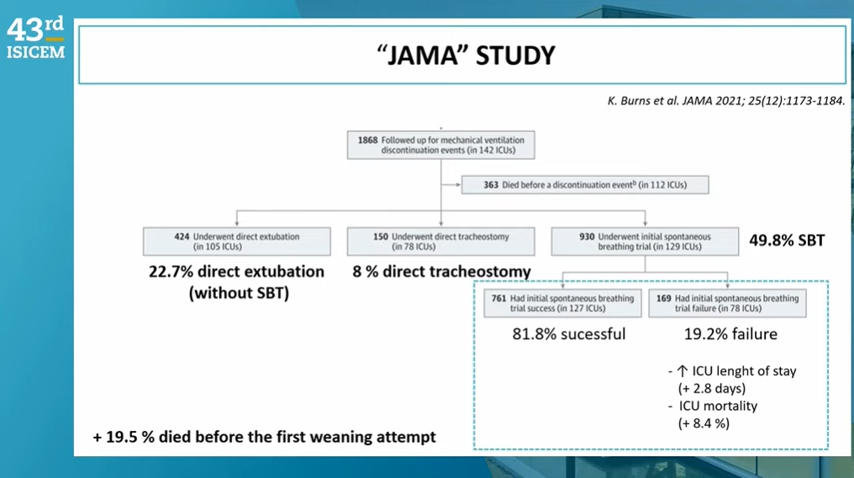 43rd
ISICEM
“JAMA” STUDY
K. Burns et al. JAMA 2021; 25(12):1173-1184.
1868 Followed up for mechanical ventilation
discontinuation events (in 142 ICUs)
363 Died before a discontinuation eventᵇ (in 112 ICUs)
424 Underwent direct extubation
(in 105 ICUs)
150 Underwent direct tracheostomy
(in 78 ICUs)
930 Underwent initial spontaneous
breathing trial (in 129 ICUs)
49.8% SBT
22.7% direct extubation
(without SBT)
8 % direct tracheostomy
761 Had initial spontaneous breathing
trial success (in 127 ICUs)
169 Had initial spontaneous breathing
trial failure (in 78 ICUs)
81.8% sucessful
19.2% failure
- ↑ ICU lenght of stay
(+ 2.8 days)
- ICU mortality
(+ 8.4 %)
+ 19.5 % died before the first weaning attempt